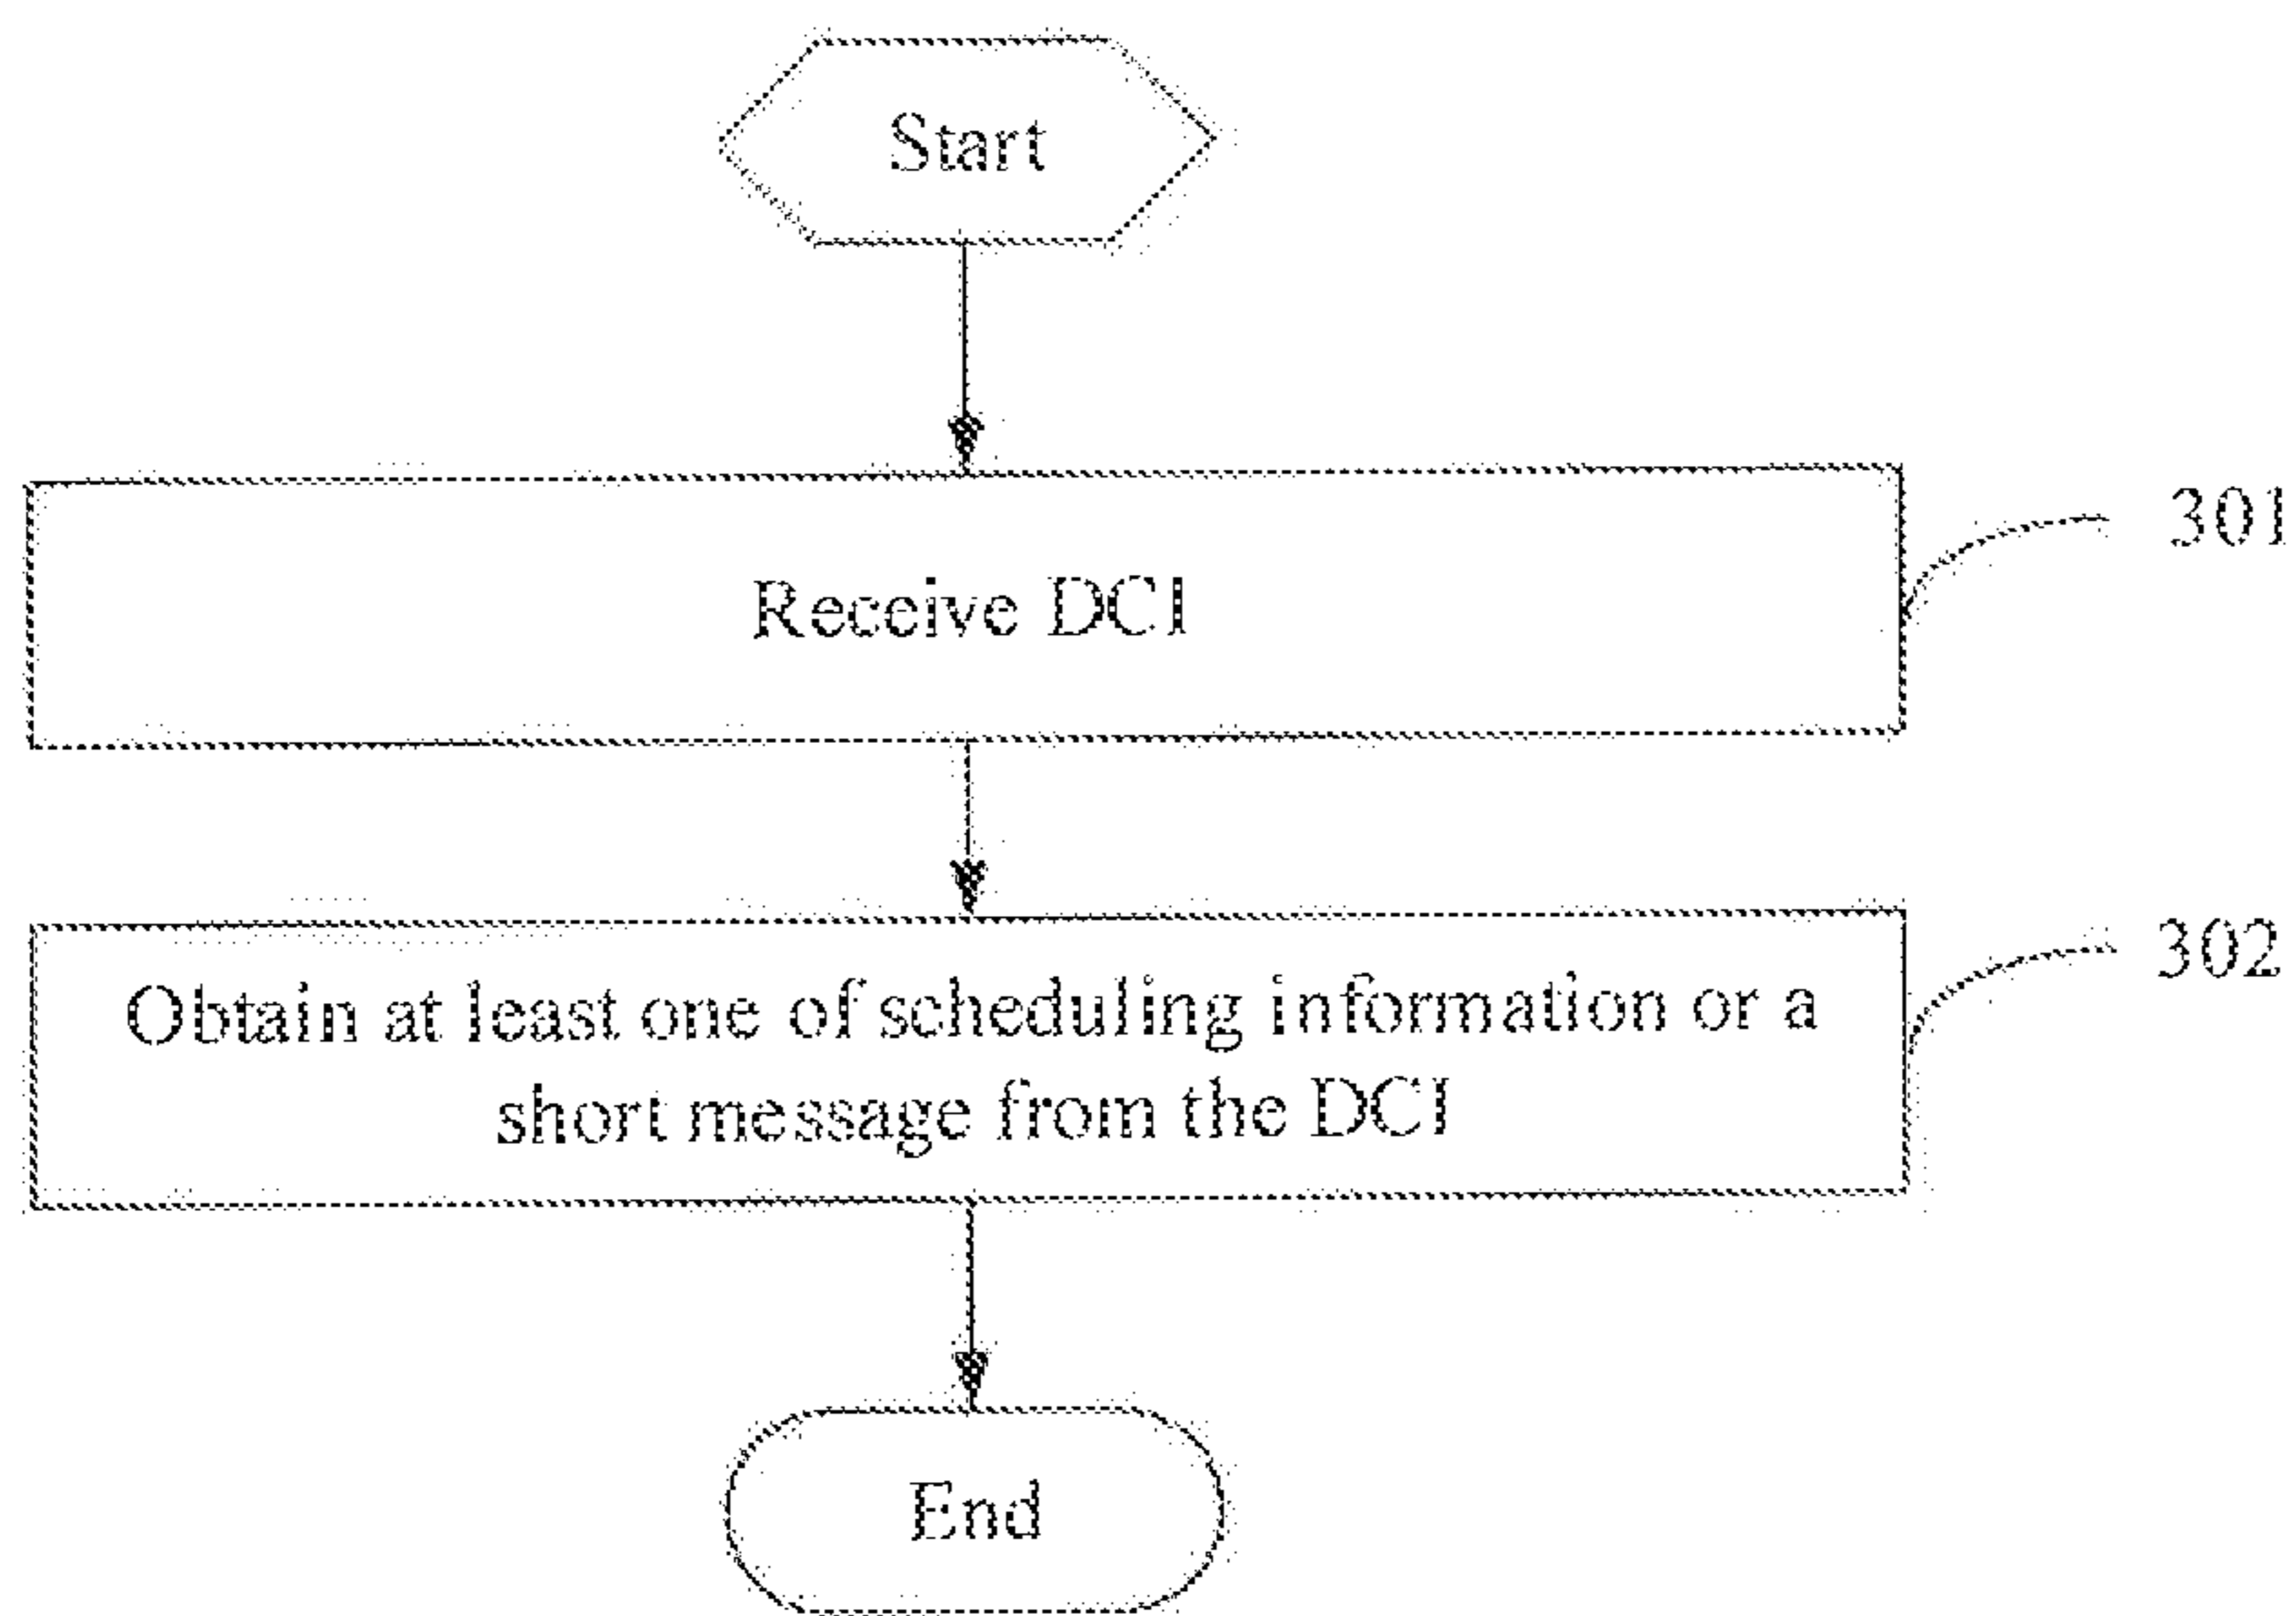 Start
Receive DCI
301
Obtain at least one of scheduling information or a
short message from the DCI
302
End